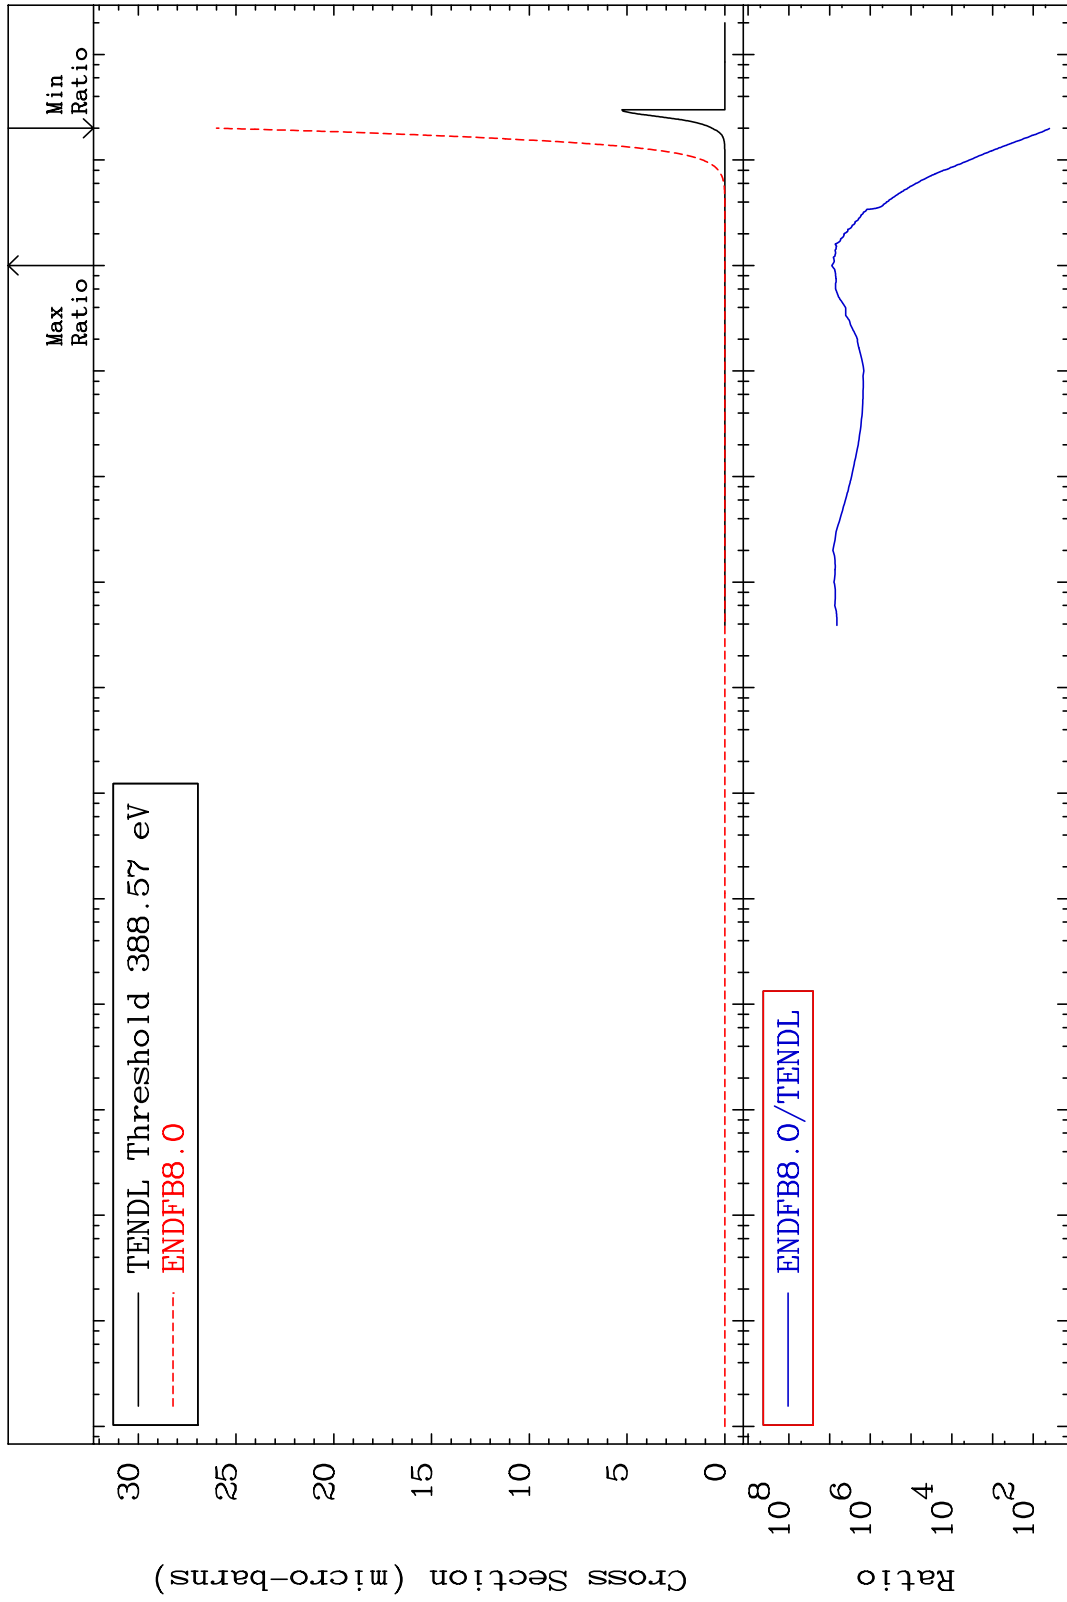 Max
Ratio
Min
Ratio
TENDL Threshold 388.57 eV
ENDFB8.0
30
25
20
15
10
5
0
Cross Section (micro-barns)
ENDFB8.0/TENDL
10^8
10^6
10^4
10^2
Ratio